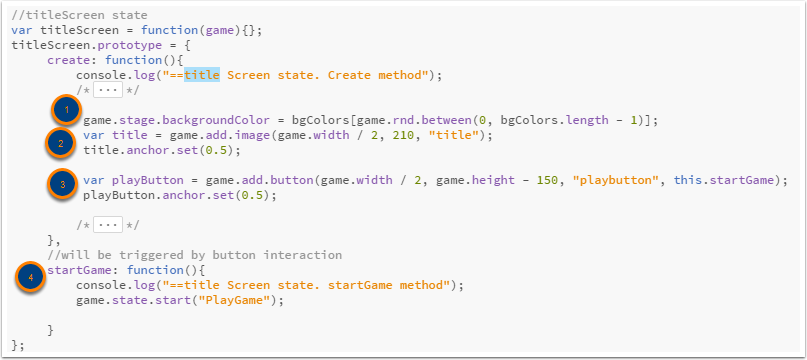 //titleScreen state
var titleScreen = function(game){};
titleScreen.prototype = {
create: function(){
console.log("==title Screen state. Create method");
/* ... */
1
game.stage.backgroundColor = bgColors[game.rnd.between(0, bgColors.length - 1)];
2
var title = game.add.image(game.width / 2, 210, "title");
title.anchor.set(0.5);
3
var playButton = game.add.button(game.width / 2, game.height - 150, "playbutton", this.startGame);
playButton.anchor.set(0.5);
/* ... */
},
//will be triggered by button interaction
4
startGame: function(){
console.log("==title Screen state. startGame method");
game.state.start("PlayGame");
}
};